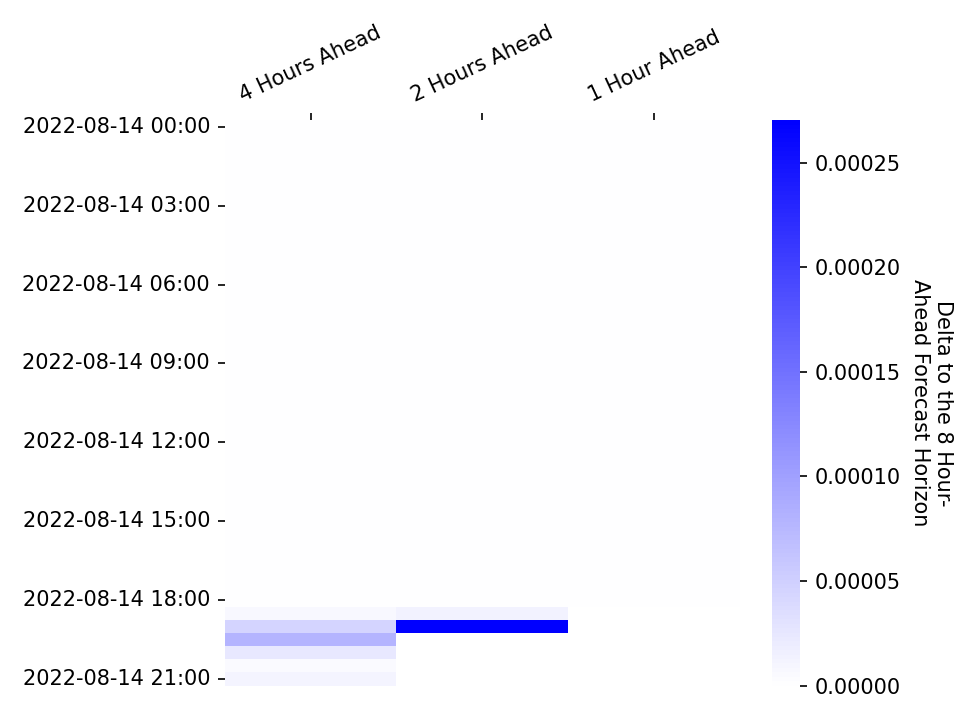 4 Hours Ahead
2 Hours Ahead
1 Hour Ahead
2022-08-14 00:00
2022-08-14 03:00
2022-08-14 06:00
2022-08-14 09:00
2022-08-14 12:00
2022-08-14 15:00
2022-08-14 18:00
2022-08-14 21:00
0.00025
0.00020
0.00015
0.00010
0.00005
0.00000
Delta to the 8 Hour-
Ahead Forecast Horizon